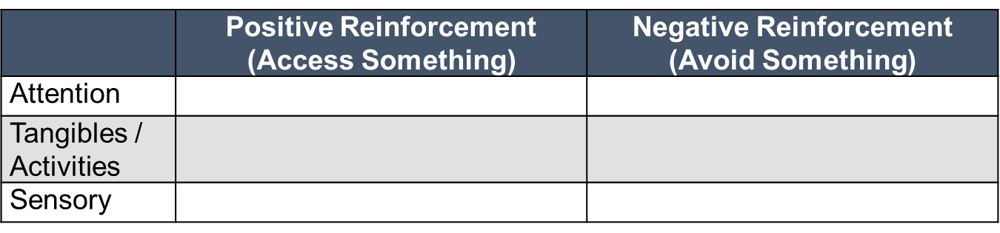 Positive Reinforcement
(Access Something)
Negative Reinforcement
(Avoid Something)
Attention
Tangibles /
Activities
Sensory